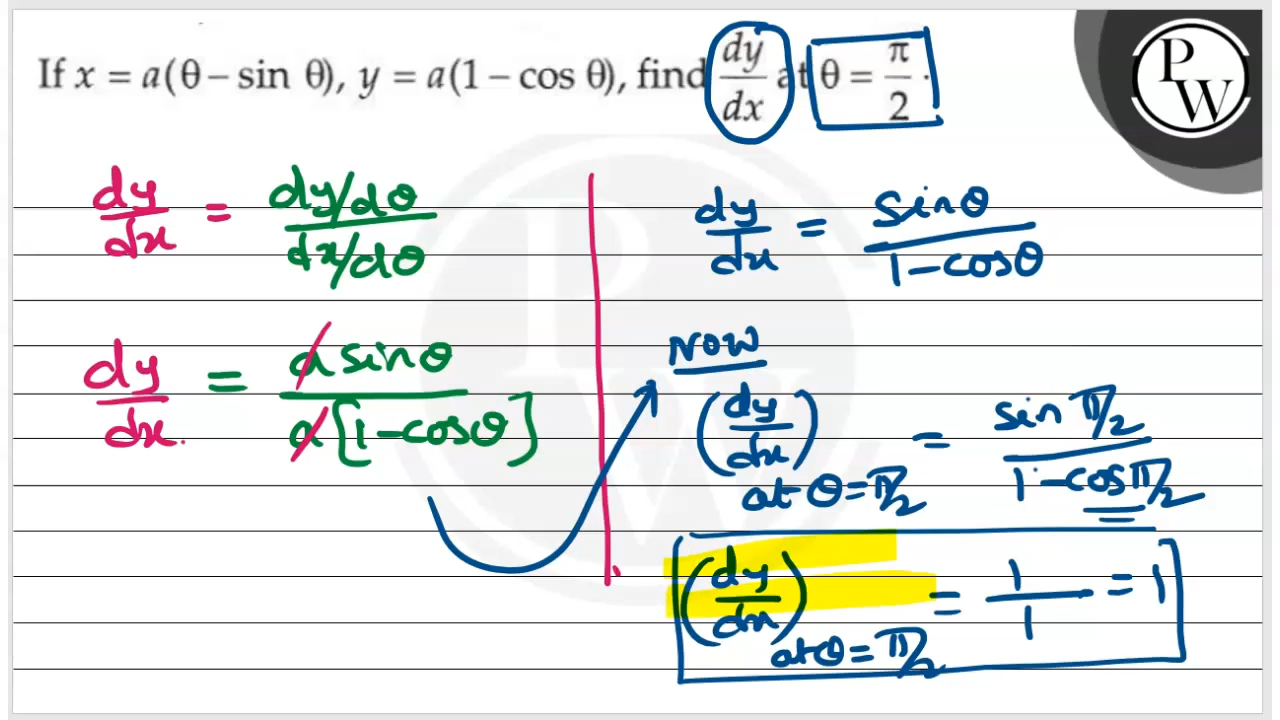 If x = a(θ – sin θ), y = a(1 – cos θ), find dy/dx at θ = π/2.
PW
dy/dx = (dy/dθ)/(dx/dθ)
dy/dx = a sinθ / a[1-cosθ]
dy/dx = sinθ / 1-cosθ
NOW
(dy/dx) at θ=π/2 = sin π/2 / 1-cos π/2
(dy/dx) at θ=π/2 = 1/1 = 1
PW